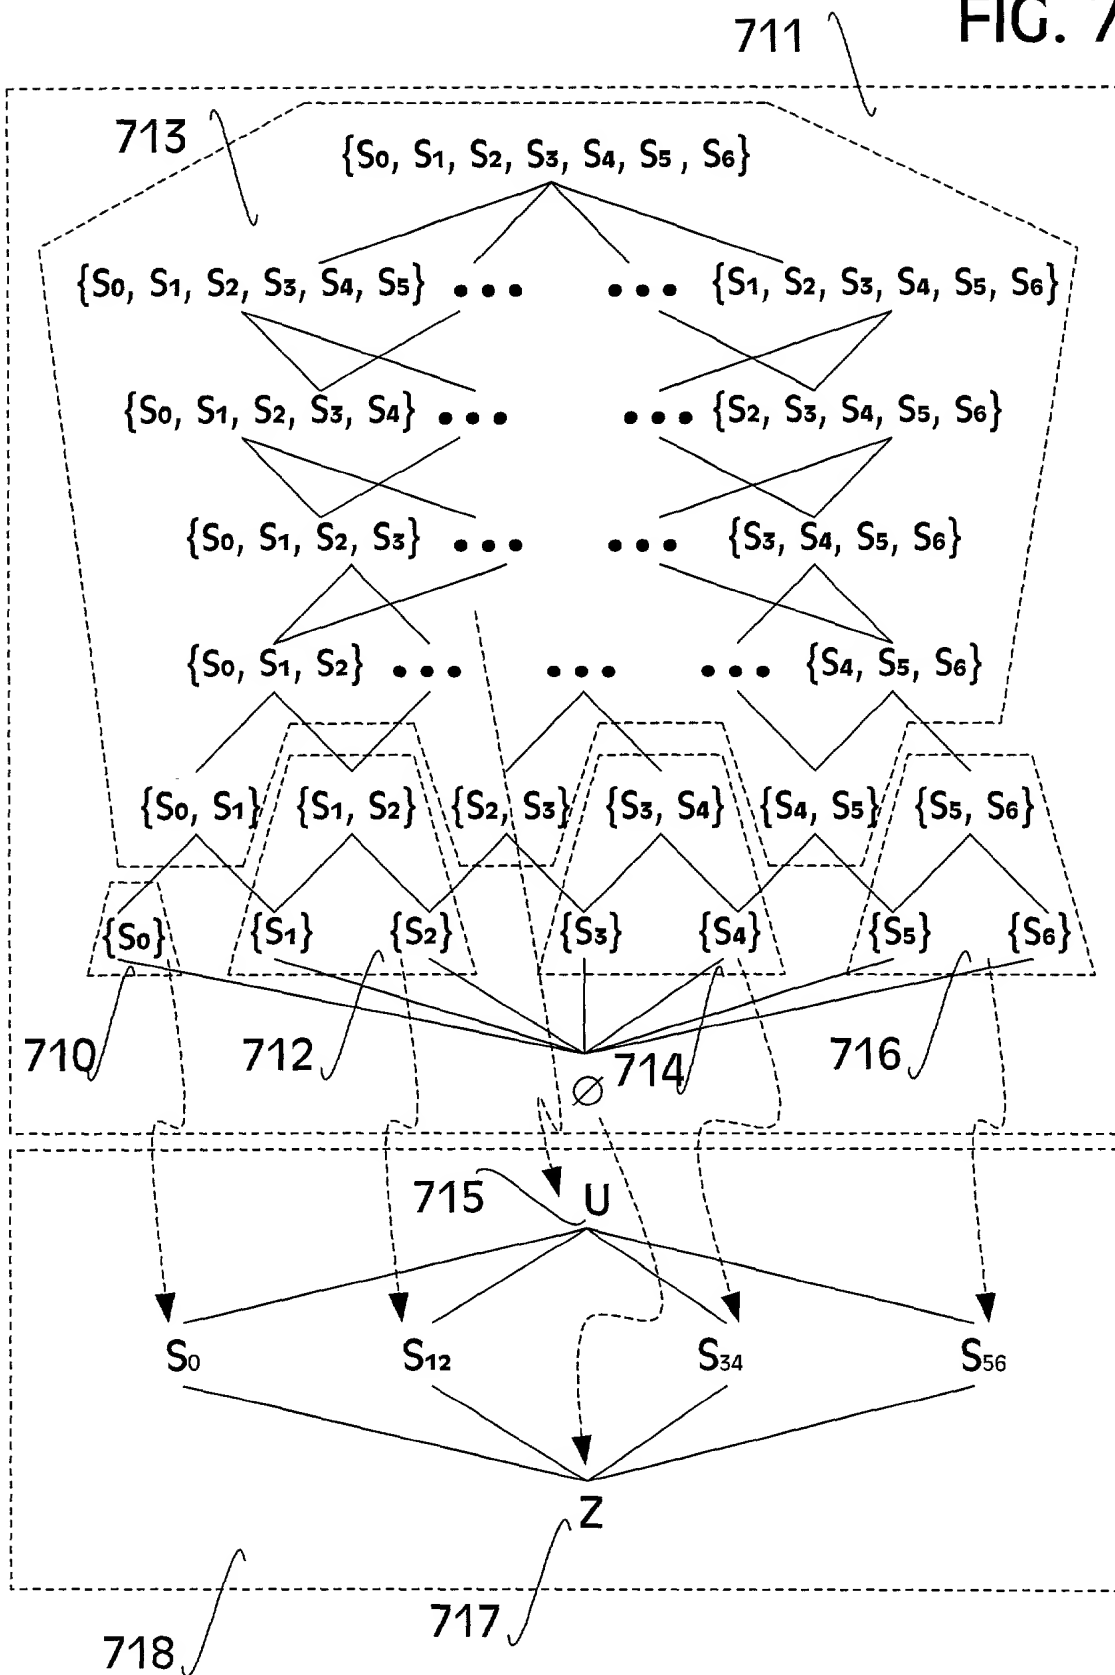 FIG. 7
711
713
{S0, S1, S2, S3, S4, S5, S6}
{S0, S1, S2, S3, S4, S5} ••• ••• {S1, S2, S3, S4, S5, S6}
{S0, S1, S2, S3, S4} ••• ••• {S2, S3, S4, S5, S6}
{S0, S1, S2, S3} ••• ••• {S3, S4, S5, S6}
{S0, S1, S2} ••• ••• ••• {S4, S5, S6}
{S0, S1} {S1, S2} {S2, S3} {S3, S4} {S4, S5} {S5, S6}
{S0} {S1} {S2} {S3} {S4} {S5} {S6}
710 712 714 716
∅
715 U
S0 S12 S34 S56
Z
717
718